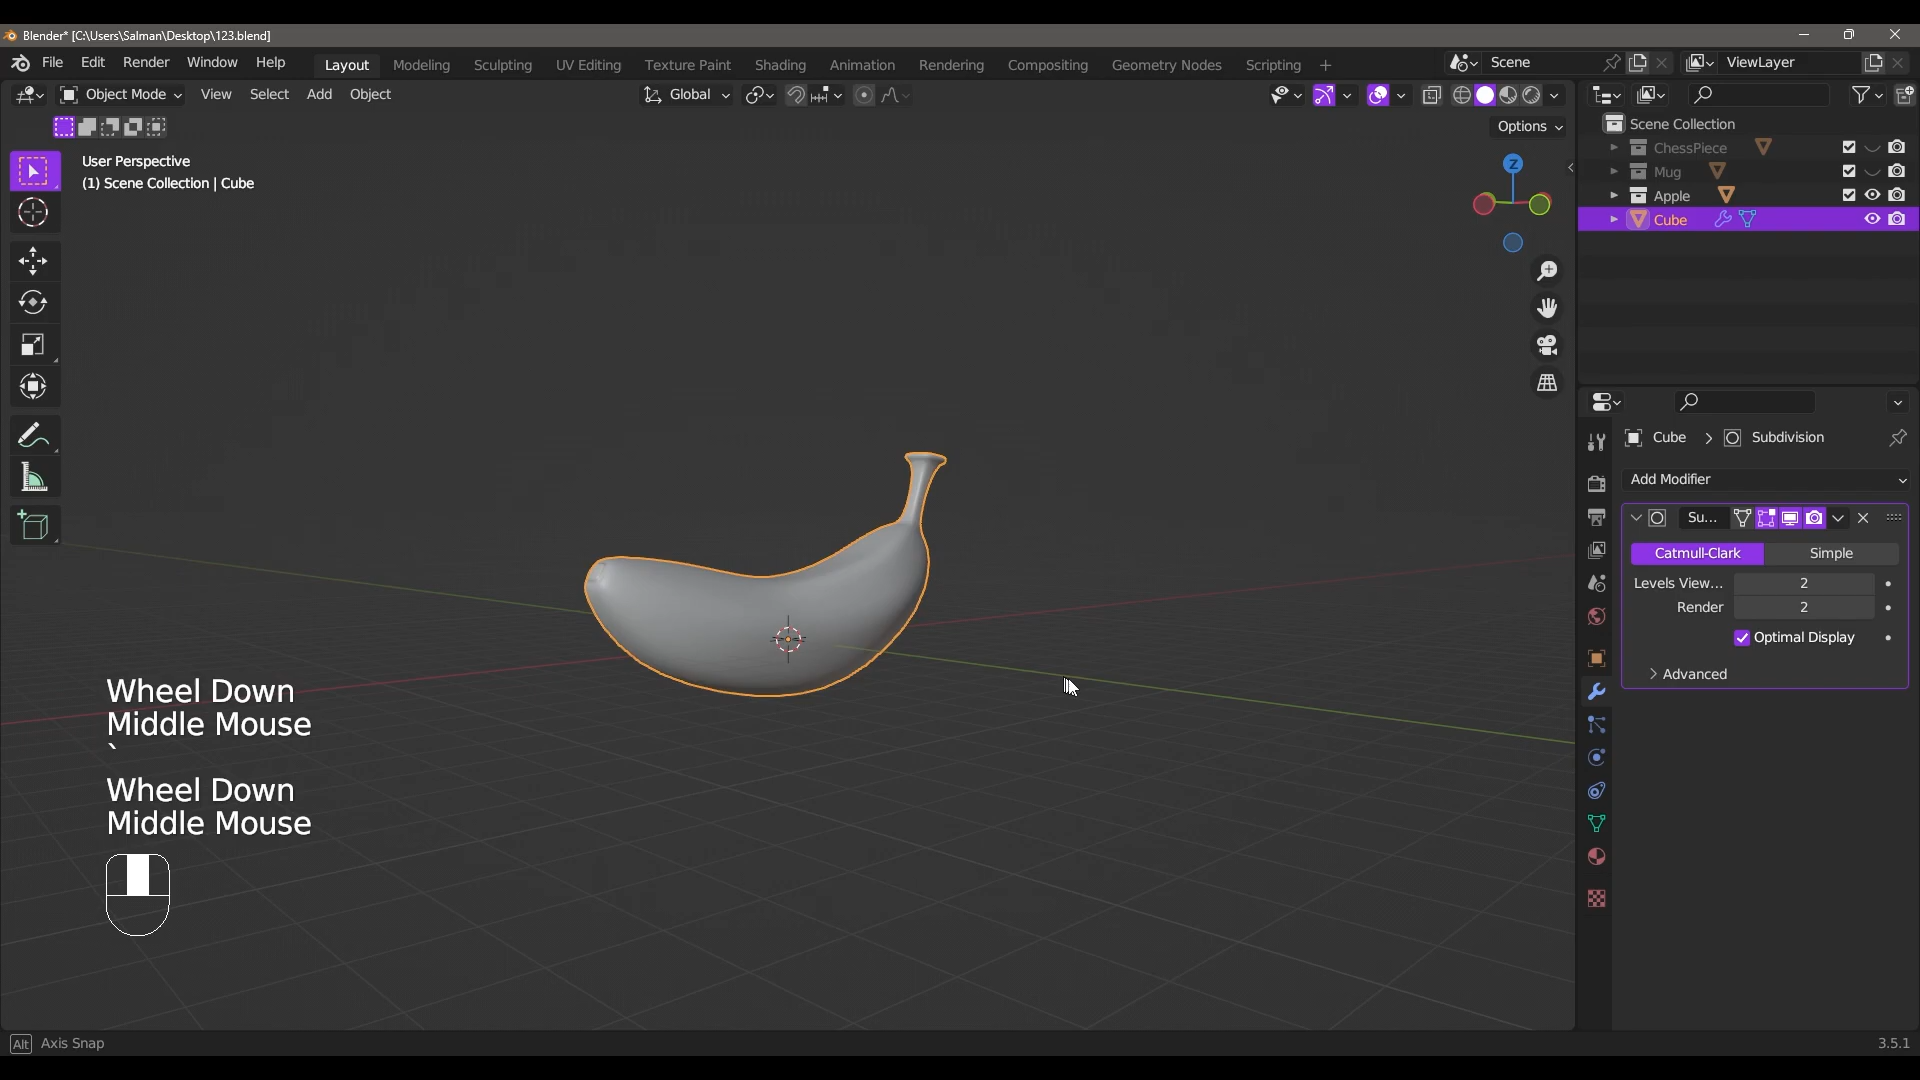 Blender* [C:\Users\Salman\Desktop\123.blend]
File Edit Render Window Help Layout Modeling Sculpting UV Editing Texture Paint Shading Animation Rendering Compositing Geometry Nodes Scripting + Scene ViewLayer
Object Mode View Select Add Object Global
Options
User Perspective
(1) Scene Collection | Cube
Z
Scene Collection
ChessPiece
Mug
Apple
Cube
Cube > Subdivision
Add Modifier
Su...
Catmull-Clark Simple
Levels View... 2
Render 2
Optimal Display
> Advanced
Wheel Down
Middle Mouse
`
Wheel Down
Middle Mouse
Alt Axis Snap
3.5.1